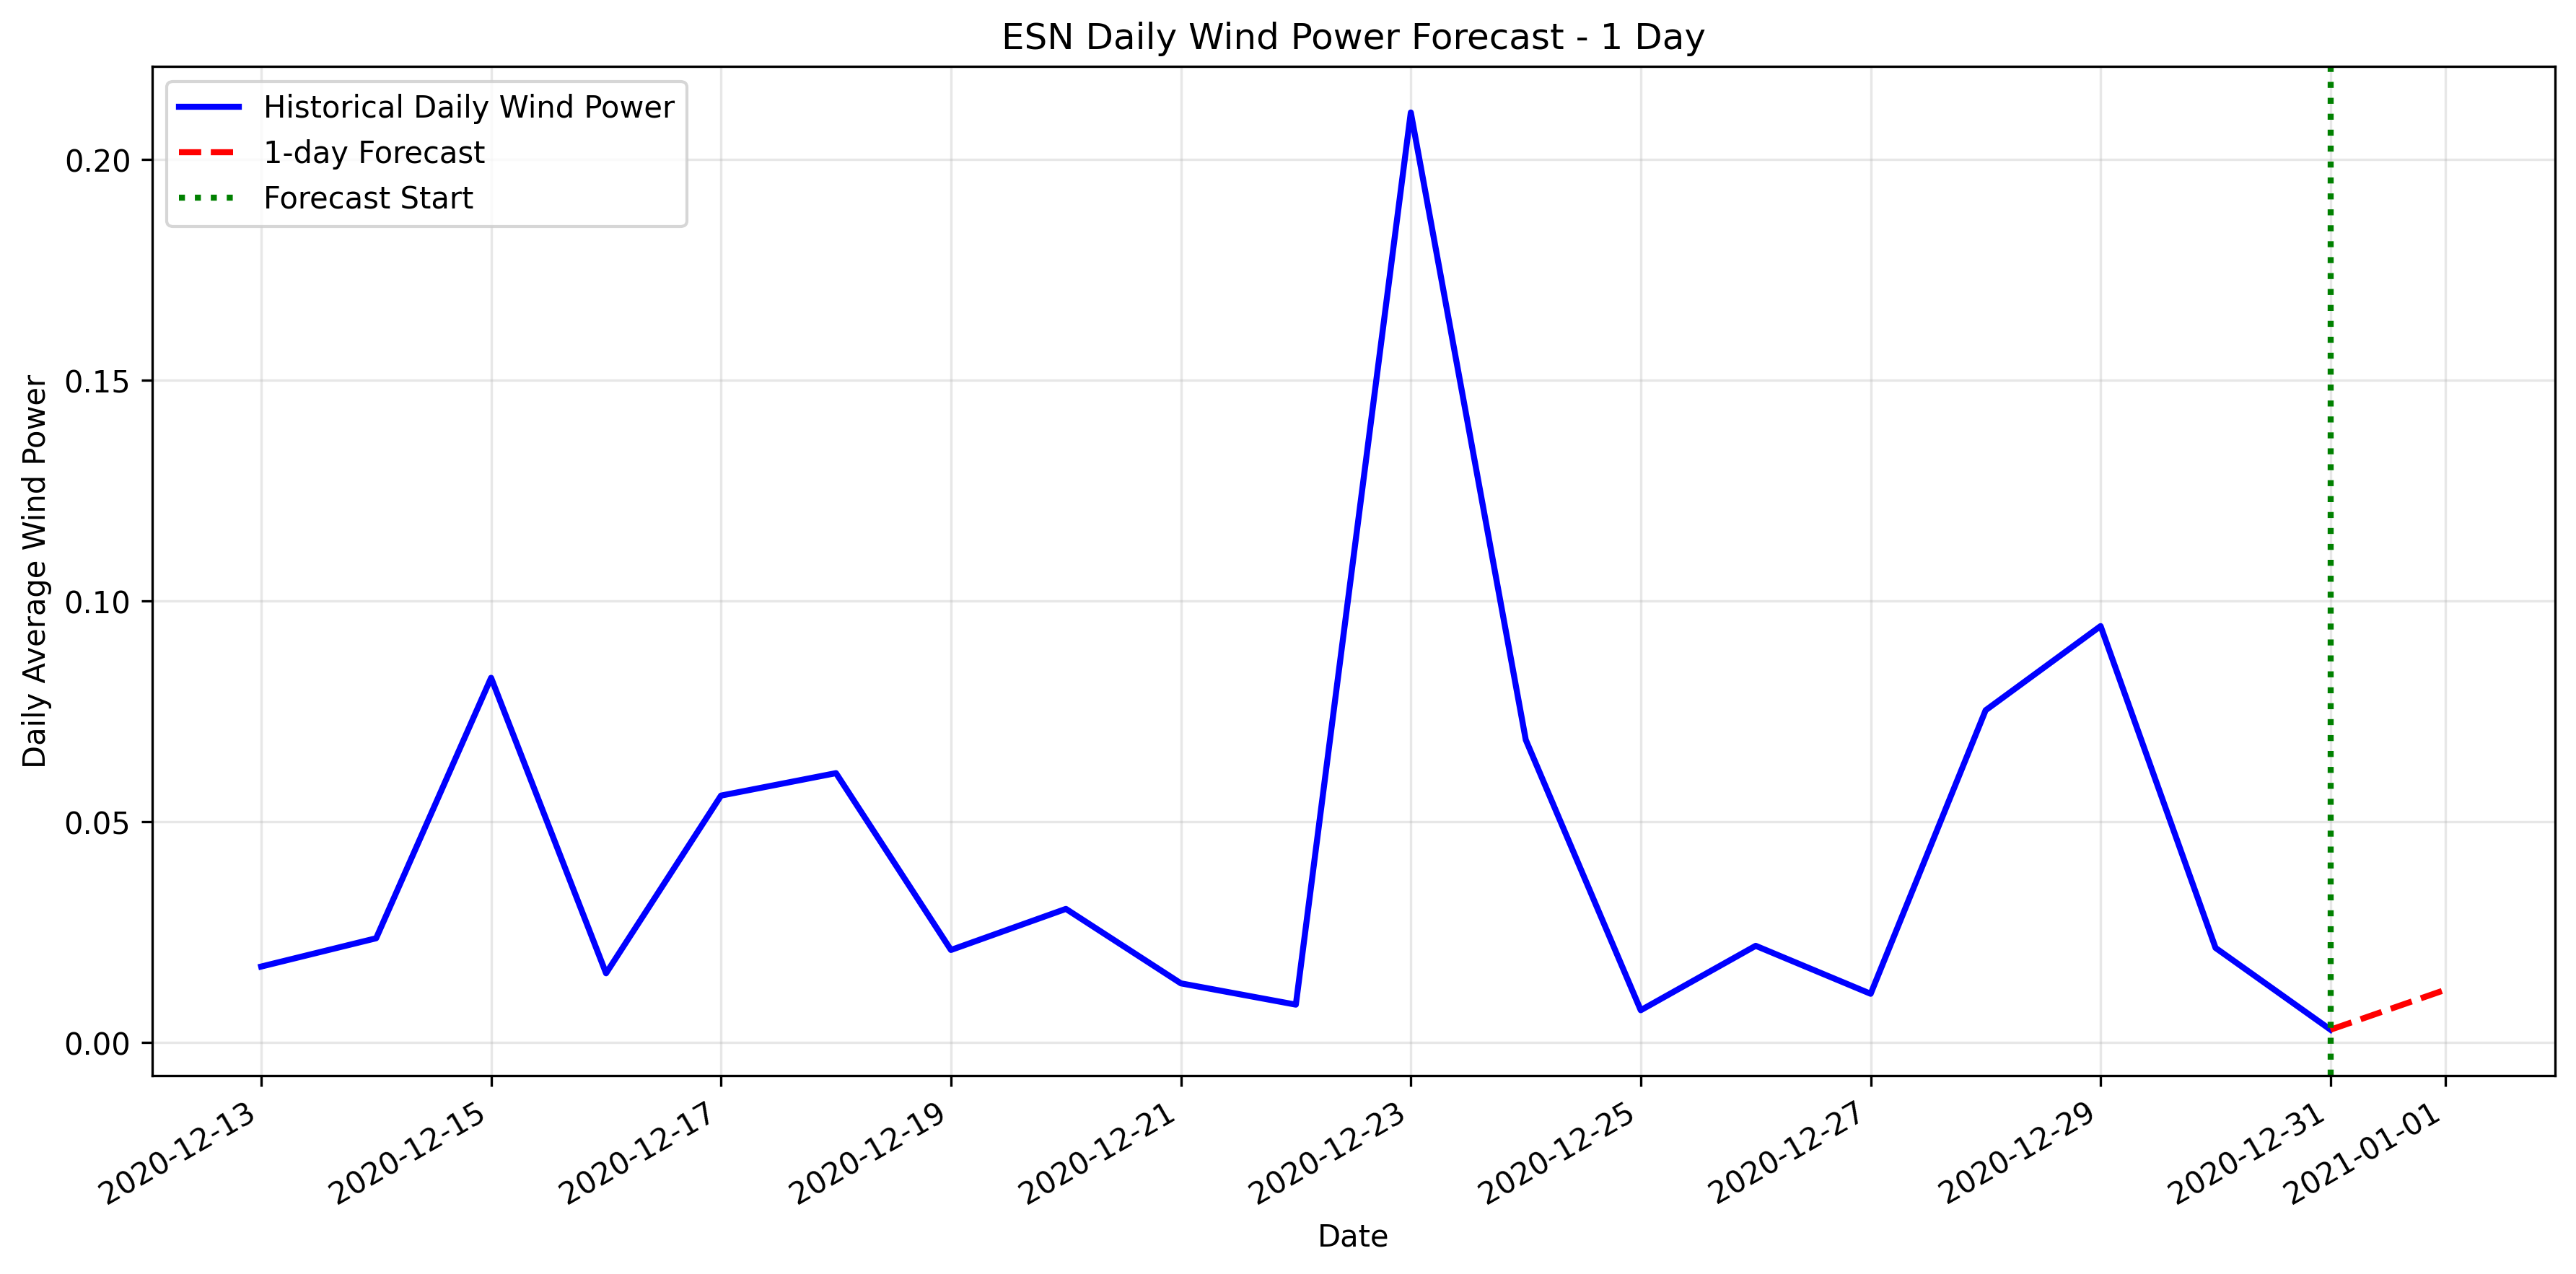 ESN Daily Wind Power Forecast - 1 Day
Historical Daily Wind Power
1-day Forecast
Forecast Start
Daily Average Wind Power
0.20
0.15
0.10
0.05
0.00
2020-12-13
2020-12-15
2020-12-17
2020-12-19
2020-12-21
2020-12-23
2020-12-25
2020-12-27
2020-12-29
2020-12-31
2021-01-01
Date